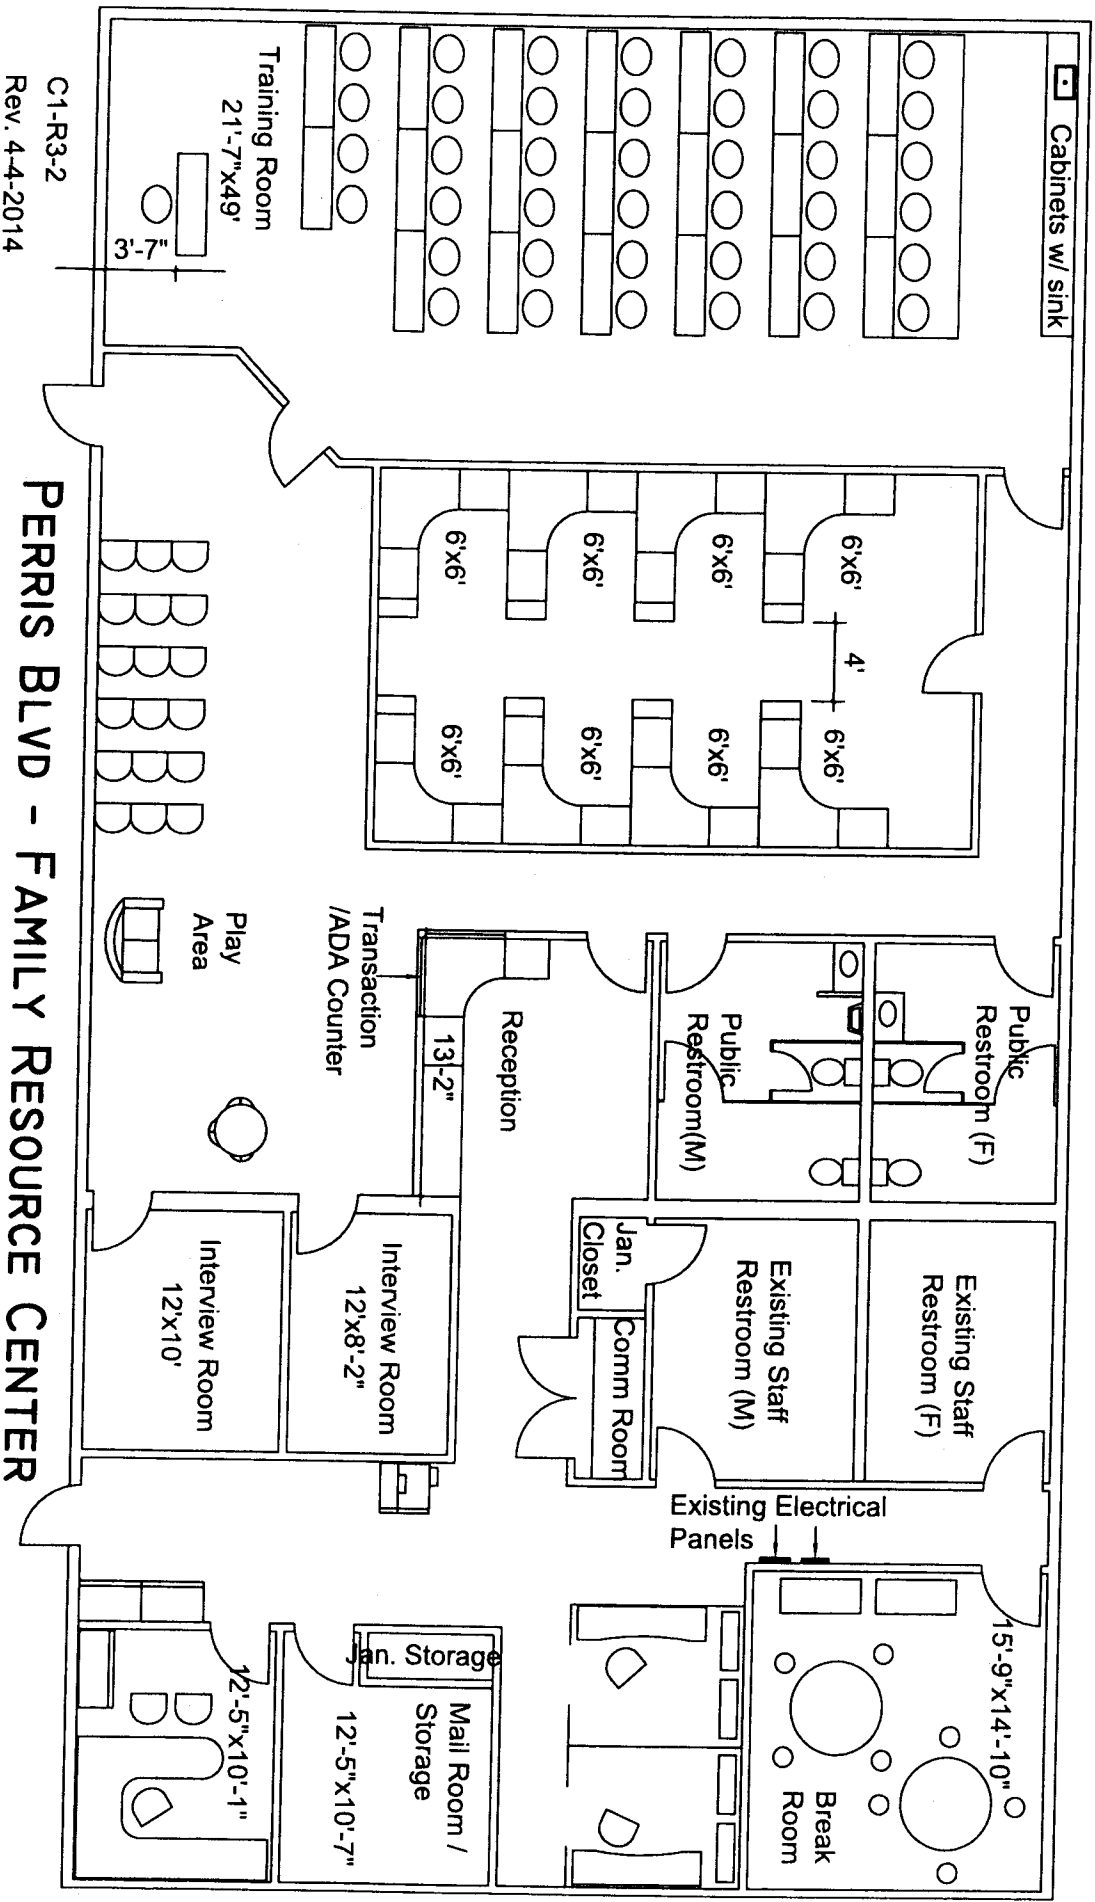 Cabinets w/ sink
Training Room
21'-7"x49'
3'-7"
C1-R3-2
Rev. 4-4-2014
6'x6'
6'x6'
6'x6'
6'x6'
4'
6'x6'
6'x6'
6'x6'
6'x6'
Play
Area
Transaction
/ADA Counter
13'-2"
Reception
Public
Restroom(M)
Public
Restroom (F)
Interview Room
12'x10'
Interview Room
12'x8'-2"
Jan.
Closet
Comm Room
Existing Staff
Restroom (M)
Existing Staff
Restroom (F)
Existing Electrical
Panels
15'-9"x14'-10"
Break
Room
Jan. Storage
Mail Room /
Storage
12'-5"x10'-7"
12'-5"x10'-1"
PERRIS BLVD - FAMILY RESOURCE CENTER